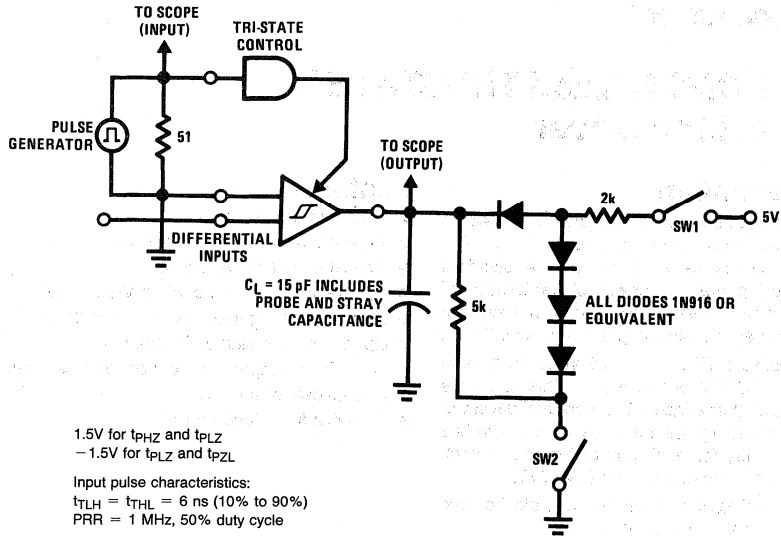 TO SCOPE
(INPUT)
TRI-STATE
CONTROL
PULSE
GENERATOR
51
TO SCOPE
(OUTPUT)
DIFFERENTIAL
INPUTS
2k
SW1
5V
CL = 15 pF INCLUDES
PROBE AND STRAY
CAPACITANCE
5k
ALL DIODES 1N916 OR
EQUIVALENT
SW2
1.5V for tPHZ and tPLZ
−1.5V for tPLZ and tPZL
Input pulse characteristics:
tTLH = tTHL = 6 ns (10% to 90%)
PRR = 1 MHz, 50% duty cycle